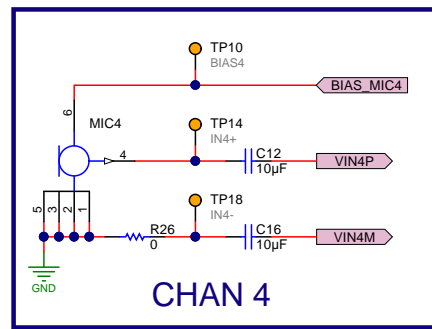 TP10
BIAS4
BIAS_MIC4
6
MIC4
TP14
IN4+
4
C12
10µF
VIN4P
TP18
IN4-
5
3
2
1
R26
0
C16
10µF
VIN4M
GND
CHAN 4